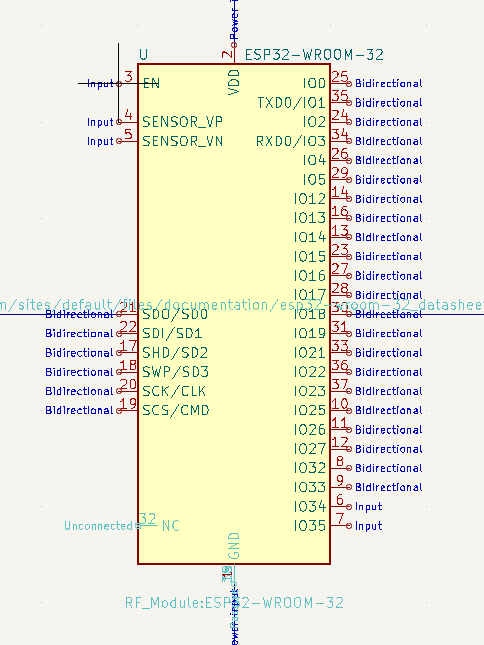 Power i
2
U ESP32-WROOM-32
VDD
Input 3 EN
IO0 25 Bidirectional
TXD0/IO1 35 Bidirectional
Input 4 SENSOR_VP
IO2 24 Bidirectional
Input 5 SENSOR_VN
RXD0/IO3 34 Bidirectional
IO4 26 Bidirectional
IO5 29 Bidirectional
IO12 14 Bidirectional
IO13 16 Bidirectional
IO14 13 Bidirectional
IO15 23 Bidirectional
IO16 27 Bidirectional
IO17 28 Bidirectional
m/sites/default/files/documentation/esp32-wroom-32_datasheet
Bidirectional 21 SDO/SD0
IO18 30 Bidirectional
Bidirectional 22 SDI/SD1
IO19 31 Bidirectional
Bidirectional 17 SHD/SD2
IO21 33 Bidirectional
Bidirectional 18 SWP/SD3
IO22 36 Bidirectional
Bidirectional 20 SCK/CLK
IO23 37 Bidirectional
Bidirectional 19 SCS/CMD
IO25 10 Bidirectional
IO26 11 Bidirectional
IO27 12 Bidirectional
IO32 8 Bidirectional
IO33 9 Bidirectional
IO34 6 Input
Unconnected 32 NC
IO35 7 Input
GND
RF_Module:ESP32-WROOM-32